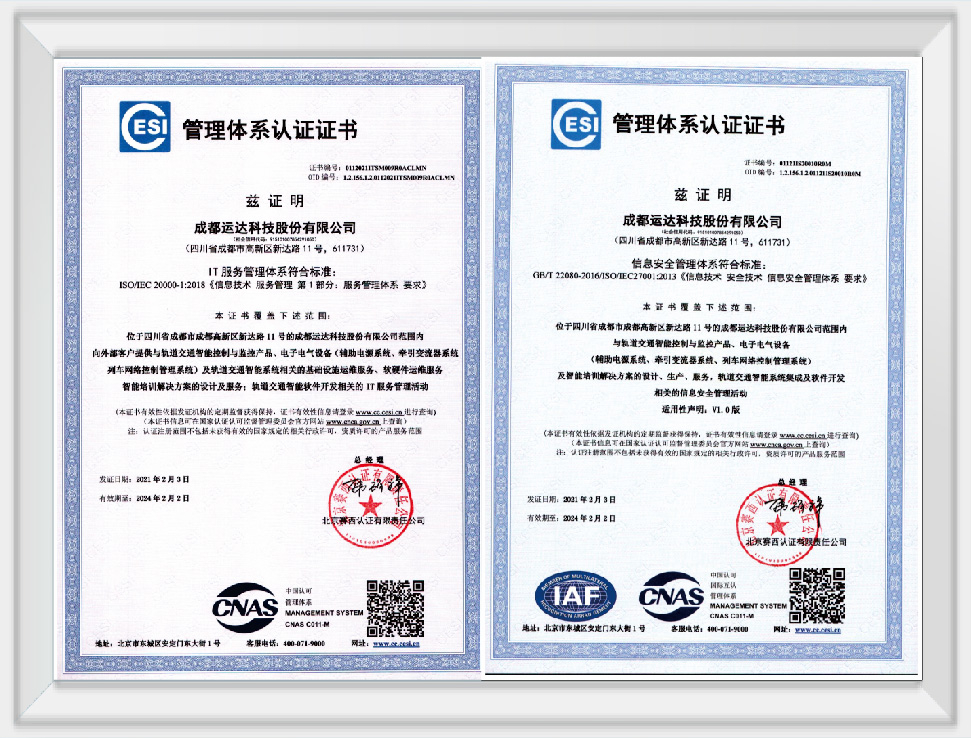 CESI
管理体系认证证书
证书编号: 0112021ITSM009R0ACLMN
OID 编号: 1.2.156.1.2.0112021ITSM009R0ACLMN
兹 证 明
成都运达科技股份有限公司
(四川省成都市高新区新达路 11 号, 611731)
IT 服务管理体系符合标准:
ISO/IEC 20000-1:2018《信息技术 服务管理 第 1 部分: 服务管理体系 要求》
本 证 书 覆 盖 下 述 范 围:
位于四川省成都市成都高新区新达路 11 号的成都运达科技股份有限公司范围内
向外部客户提供与轨道交通智能控制与监控产品、电子电气设备 (辅助电源系统、牵引变流器系统
列车网络控制管理系统) 及轨道交通智能系统相关的基础设施运维服务、软硬件运维服务
智能培训解决方案的设计及服务; 轨道交通智能软件开发相关的 IT 服务管理活动
(本证书有效性依据发证机构的定期监督获得保持, 证书有效性信息请登录 www.cc.cesi.cn 进行查询)
(本证书信息可在国家认证认可监督管理委员会官方网站 www.cnca.gov.cn 上查询)
注: 认证注册范围不包括未获得有效的国家规定的相关行政许可、资质许可的产品服务范围
总 经 理
发证日期: 2021 年 2 月 3 日
有效期至: 2024 年 2 月 2 日
北京赛西认证有限责任公司
CNAS
中国认可
管理体系
MANAGEMENT SYSTEM
CNAS C011-M
地址: 北京市东城区安定门东大街 1 号 客服电话: 400-071-9000 网址: www.cc.cesi.cn
CESI
管理体系认证证书
证书编号: 01121IS20010R0M
OID 编号: 1.2.156.1.2.01121IS20010R0M
兹 证 明
成都运达科技股份有限公司
(四川省成都市高新区新达路 11 号, 611731)
信息安全管理体系符合标准:
GB/T 22080-2016/ISO/IEC27001:2013《信息技术 安全技术 信息安全管理体系 要求》
本 证 书 覆 盖 下 述 范 围:
位于四川省成都市成都高新区新达路 11 号的成都运达科技股份有限公司范围内
与轨道交通智能控制与监控产品、电子电气设备
(辅助电源系统、牵引变流器系统、列车网络控制管理系统)
及智能培训解决方案的设计、生产、服务, 轨道交通智能系统集成及软件开发
相关的信息安全管理活动
适用性声明: V1.0 版
(本证书有效性依据发证机构的定期监督获得保持, 证书有效性信息请登录 www.cc.cesi.cn 进行查询)
(本证书信息可在国家认证认可监督管理委员会官方网站 www.cnca.gov.cn 上查询)
注: 认证注册范围不包括未获得有效的国家规定的相关行政许可、资质许可的产品服务范围
总 经 理
发证日期: 2021 年 2 月 3 日
有效期至: 2024 年 2 月 2 日
北京赛西认证有限责任公司
IAF
CNAS
中国认可
国际互认
管理体系
MANAGEMENT SYSTEM
CNAS C011-M
地址: 北京市东城区安定门东大街 1 号 客服电话: 400-071-9000 网址: www.cc.cesi.cn